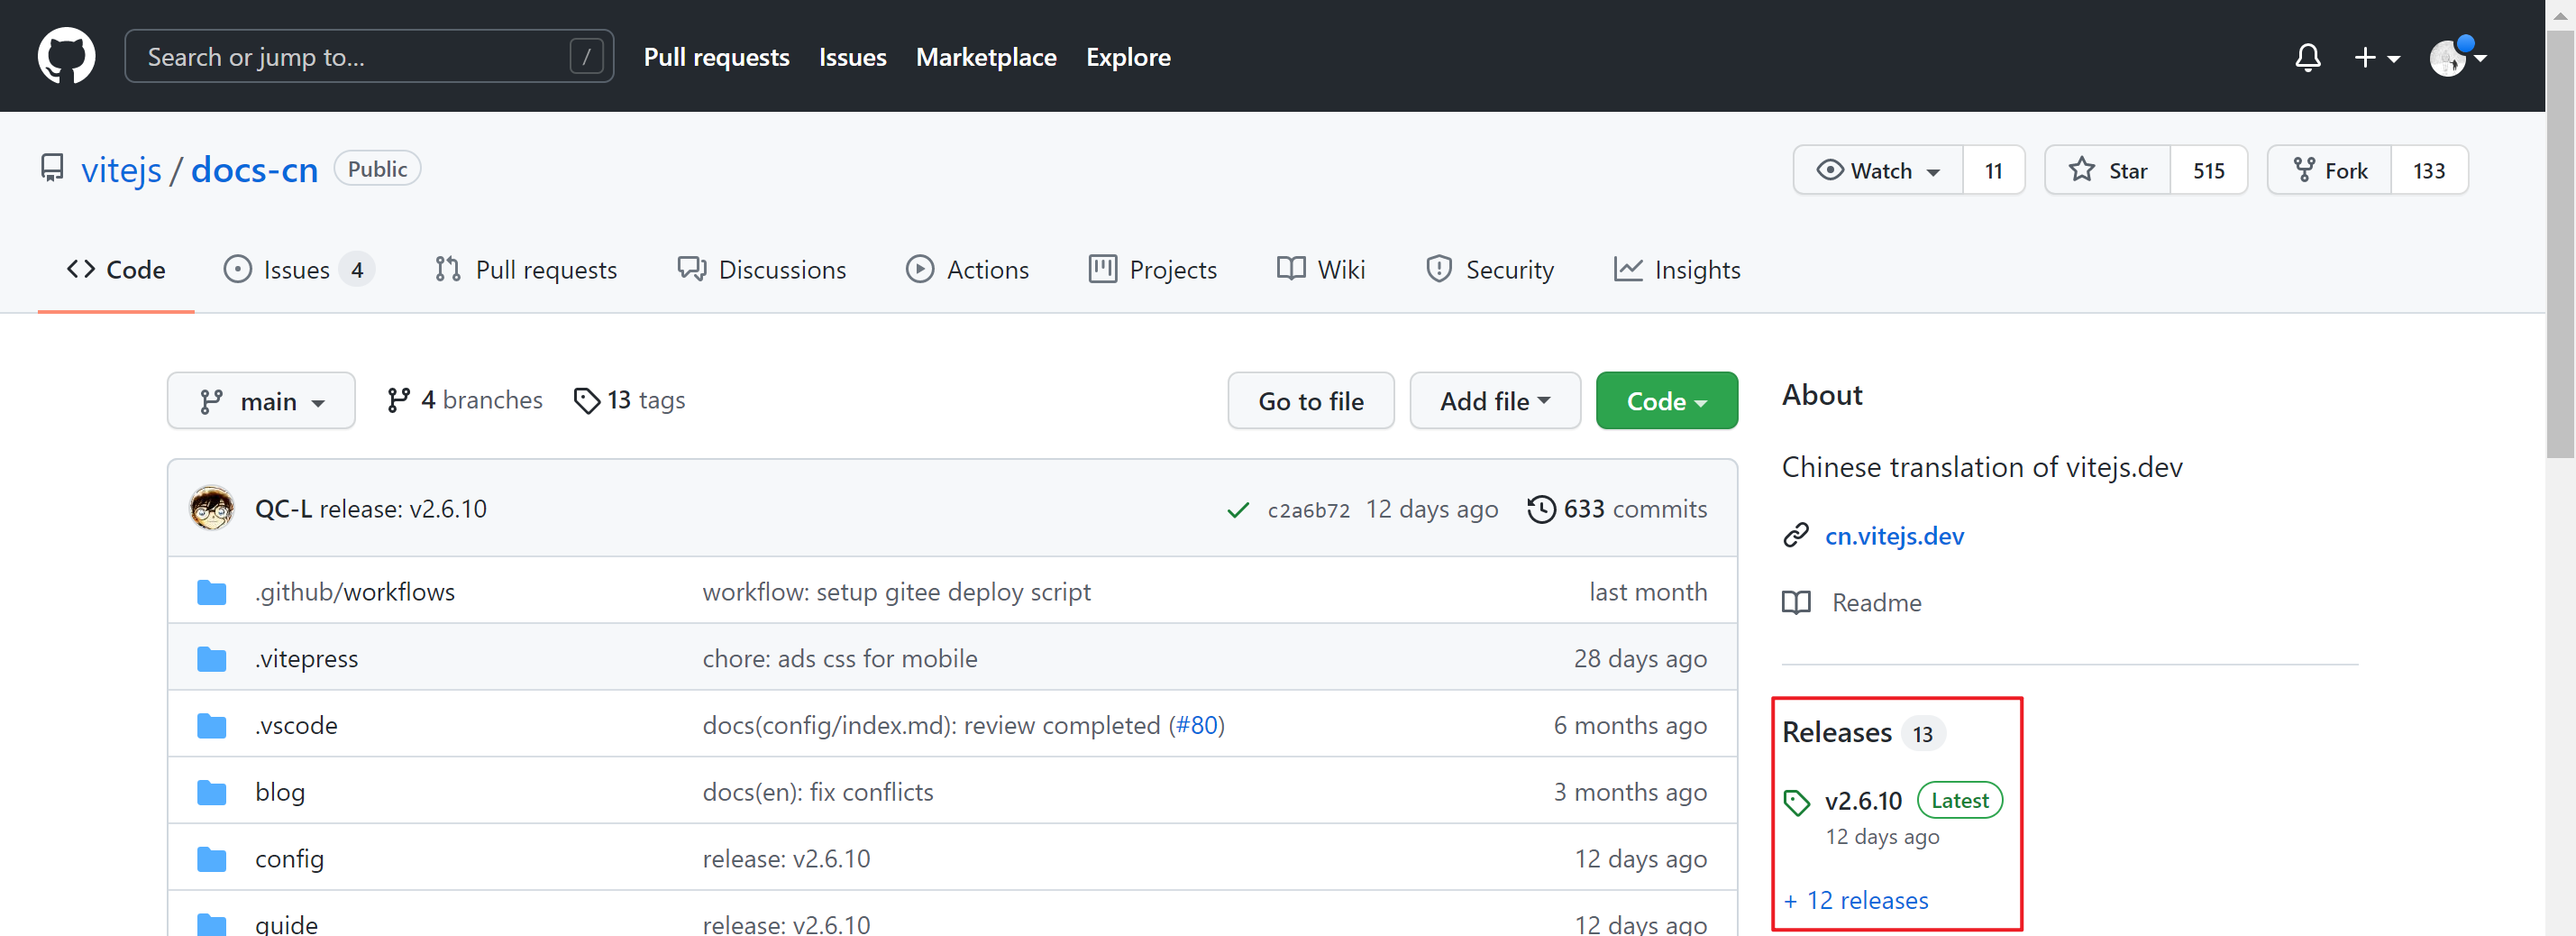 Search or jump to... / Pull requests Issues Marketplace Explore
vitejs / docs-cn Public Watch 11 Star 515 Fork 133
Code Issues 4 Pull requests Discussions Actions Projects Wiki Security Insights
main 4 branches 13 tags Go to file Add file Code
QC-L release: v2.6.10 c2a6b72 12 days ago 633 commits
.github/workflows workflow: setup gitee deploy script last month
.vitepress chore: ads css for mobile 28 days ago
.vscode docs(config/index.md): review completed (#80) 6 months ago
blog docs(en): fix conflicts 3 months ago
config release: v2.6.10 12 days ago
guide release: v2.6.10 12 days ago
About
Chinese translation of vitejs.dev
cn.vitejs.dev
Readme
Releases 13
v2.6.10 Latest
12 days ago
+ 12 releases